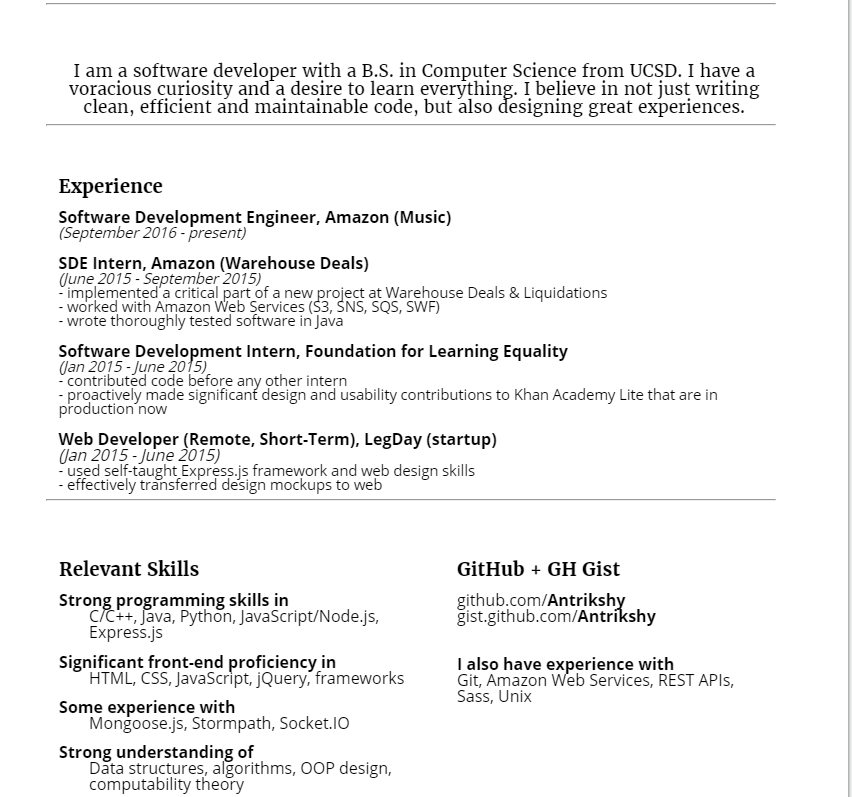 I am a software developer with a B.S. in Computer Science from UCSD. I have a
voracious curiosity and a desire to learn everything. I believe in not just writing
clean, efficient and maintainable code, but also designing great experiences.
Experience
Software Development Engineer, Amazon (Music)
(September 2016 - present)
SDE Intern, Amazon (Warehouse Deals)
(June 2015 - September 2015)
- implemented a critical part of a new project at Warehouse Deals & Liquidations
- worked with Amazon Web Services (S3, SNS, SQS, SWF)
- wrote thoroughly tested software in Java
Software Development Intern, Foundation for Learning Equality
(Jan 2015 - June 2015)
- contributed code before any other intern
- proactively made significant design and usability contributions to Khan Academy Lite that are in
production now
Web Developer (Remote, Short-Term), LegDay (startup)
(Jan 2015 - June 2015)
- used self-taught Express.js framework and web design skills
- effectively transferred design mockups to web
Relevant Skills
Strong programming skills in
C/C++, Java, Python, JavaScript/Node.js,
Express.js
Significant front-end proficiency in
HTML, CSS, JavaScript, jQuery, frameworks
Some experience with
Mongoose.js, Stormpath, Socket.IO
Strong understanding of
Data structures, algorithms, OOP design,
computability theory
GitHub + GH Gist
github.com/Antrikshy
gist.github.com/Antrikshy
I also have experience with
Git, Amazon Web Services, REST APIs,
Sass, Unix